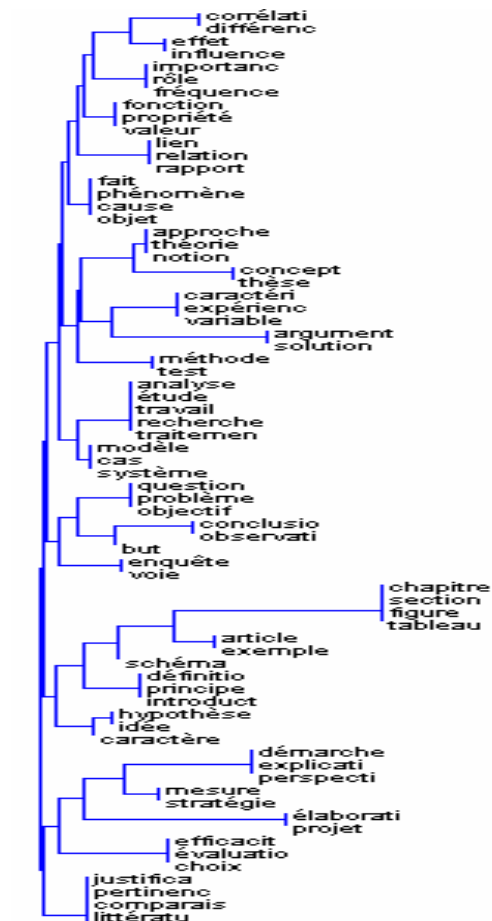 corrélati
différenc
effet
influence
importanc
rôle
fréquence
fonction
propriété
valeur
lien
relation
rapport
fait
phénomène
cause
objet
approche
théorie
notion
concept
thèse
caractéri
expérienc
variable
argument
solution
méthode
test
analyse
étude
travail
recherche
traitemen
modèle
cas
système
question
problème
objectif
conclusio
observati
but
enquête
voie
chapitre
section
figure
tableau
article
exemple
schéma
définitio
principe
introduct
hypothèse
idée
caractère
démarche
explicati
perspecti
mesure
stratégie
élaborati
projet
efficacit
évaluatio
choix
justifica
pertinenc
comparais
littératu